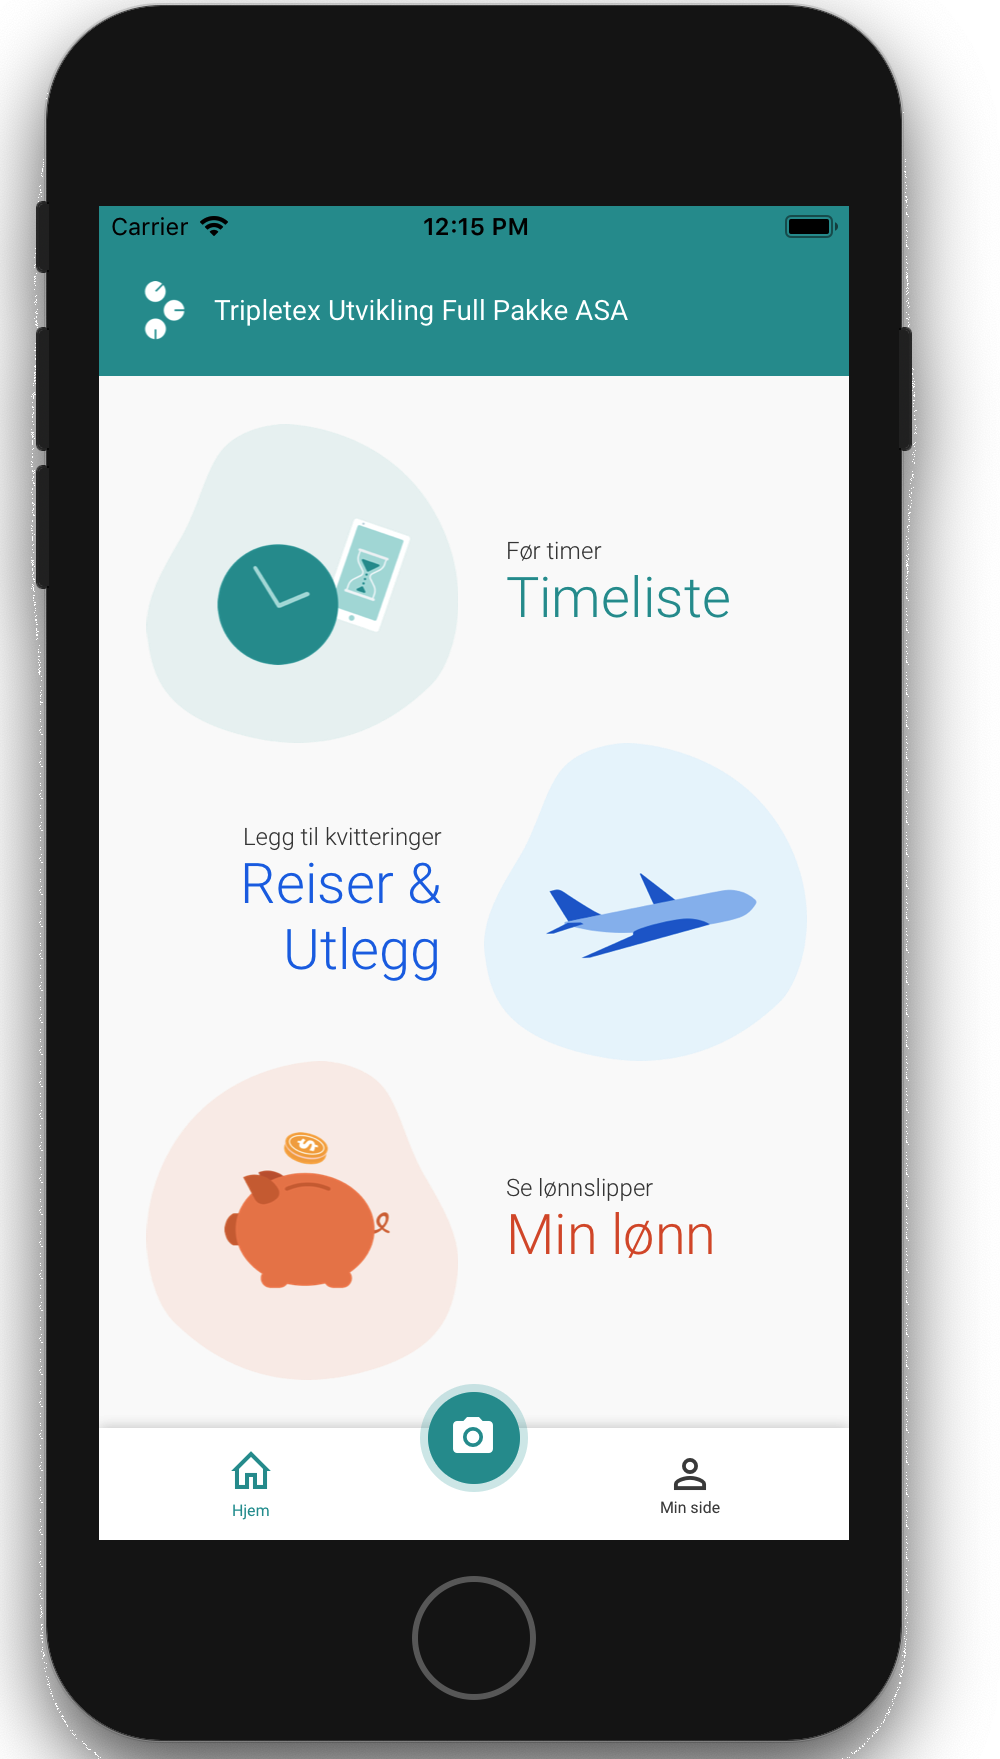 Carrier 12:15 PM
Tripletex Utvikling Full Pakke ASA
Før timer
Timeliste
Legg til kvitteringer
Reiser &
Utlegg
$
Se lønnslipper
Min lønn
Hjem Min side